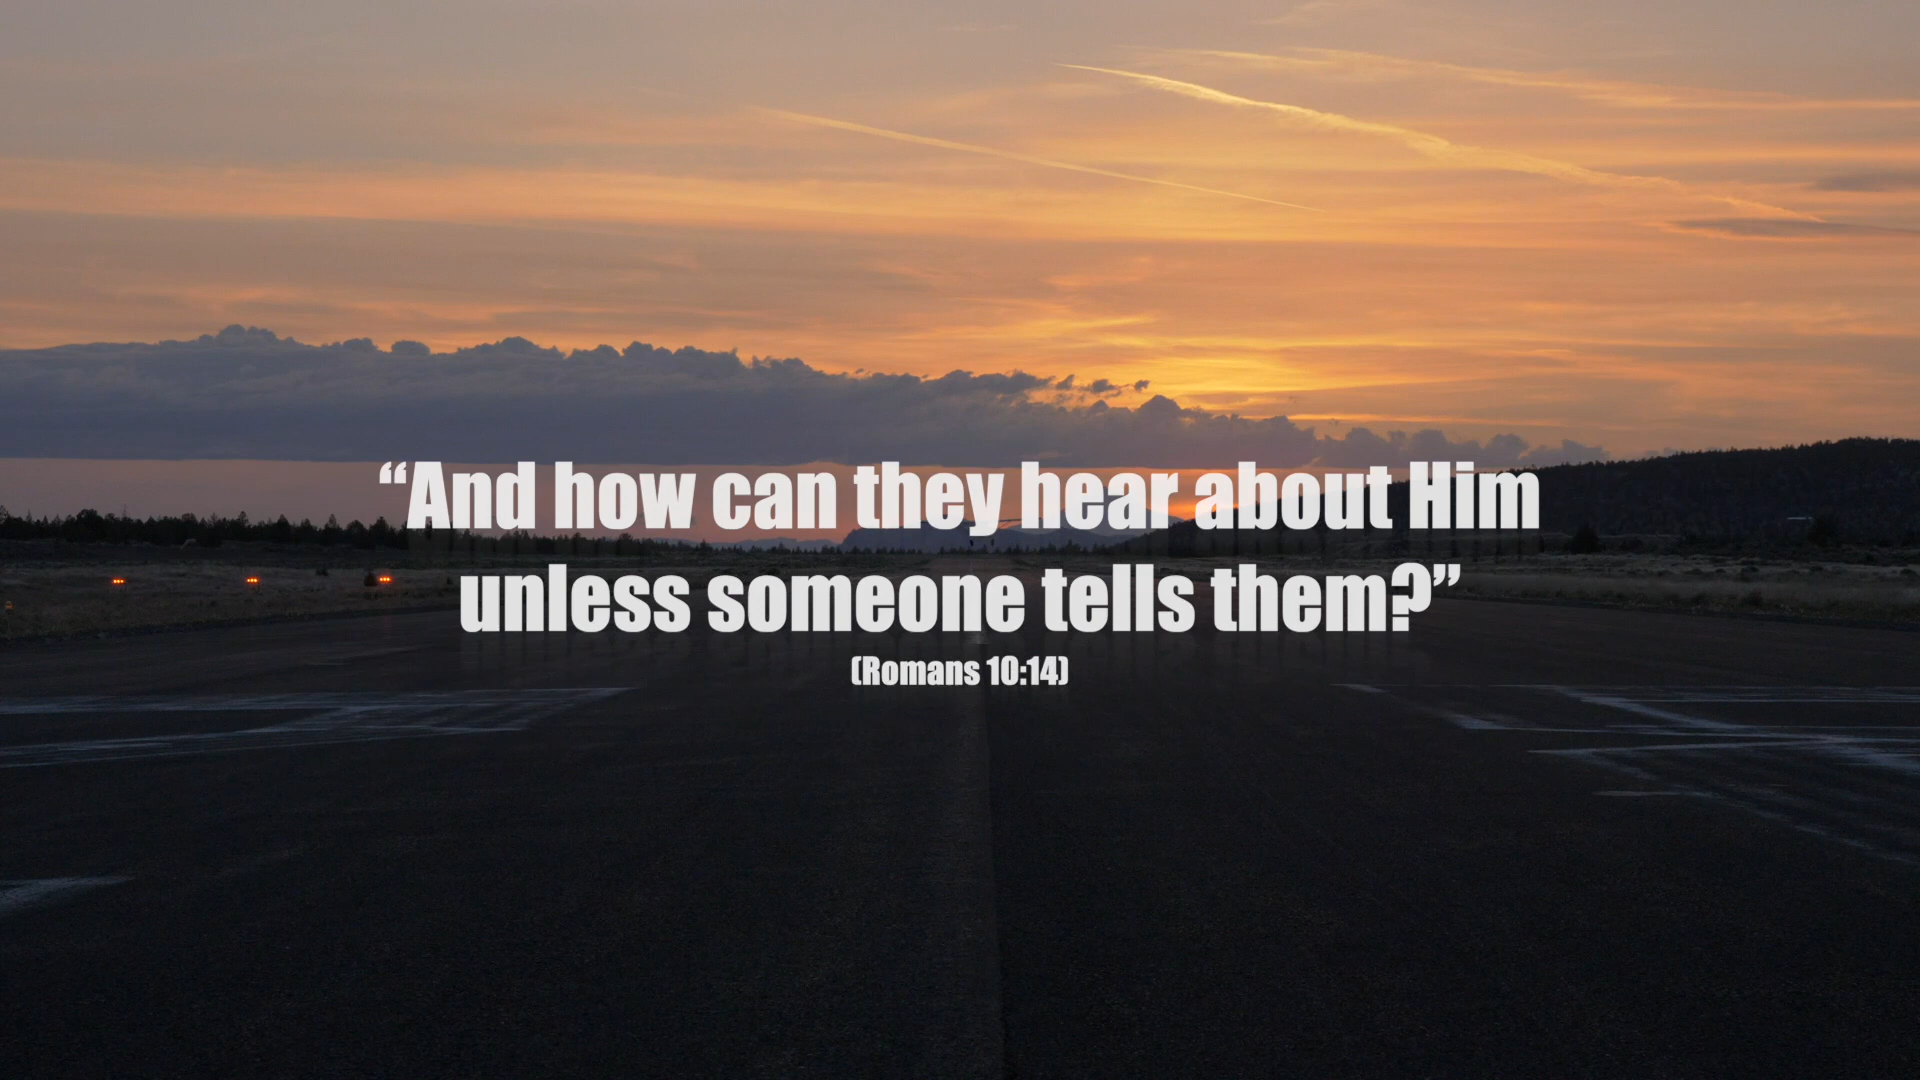 “And how can they hear about Him
unless someone tells them?”
(Romans 10:14)